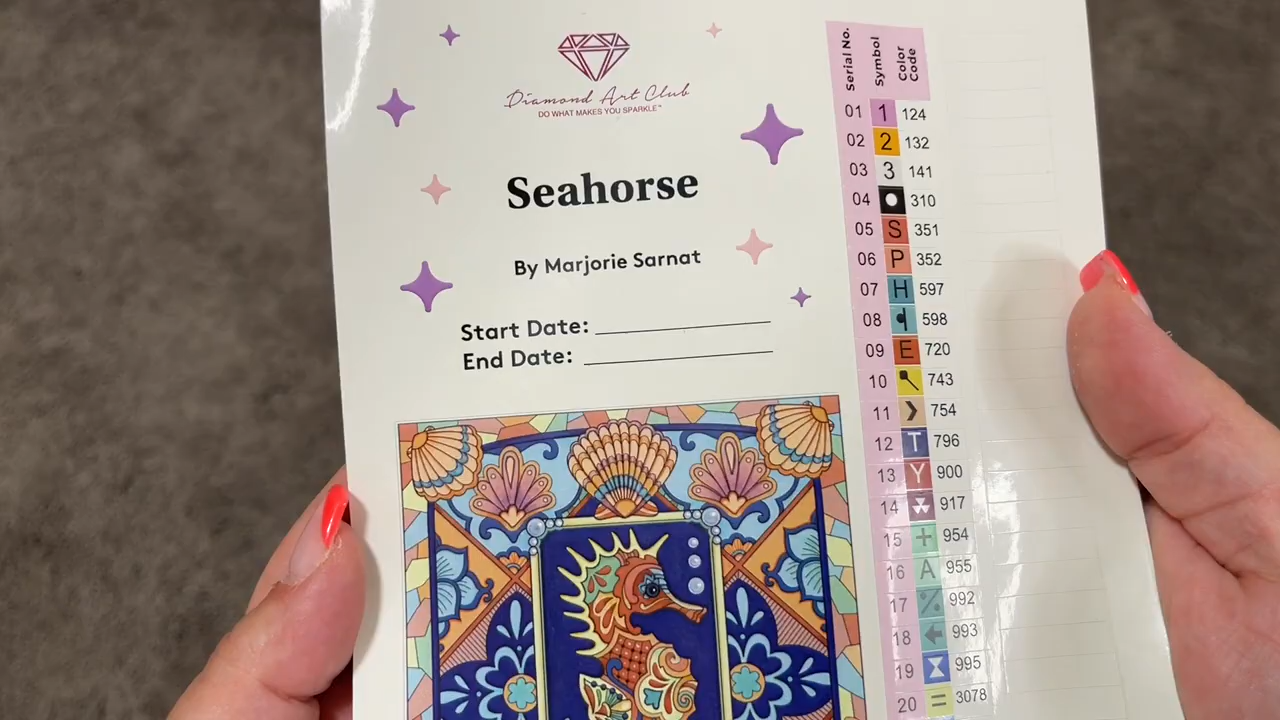 Diamond Art Club
DO WHAT MAKES YOU SPARKLE™
Seahorse
By Marjorie Sarnat
Start Date:
End Date:
Serial No. Symbol Color Code
01 1 124
02 2 132
03 3 141
04 ● 310
05 S 351
06 P 352
07 H 597
08 598
09 E 720
10 743
11 ❯ 754
12 T 796
13 Y 900
14 917
15 + 954
16 A 955
17 992
18 ← 993
19 995
20 = 3078